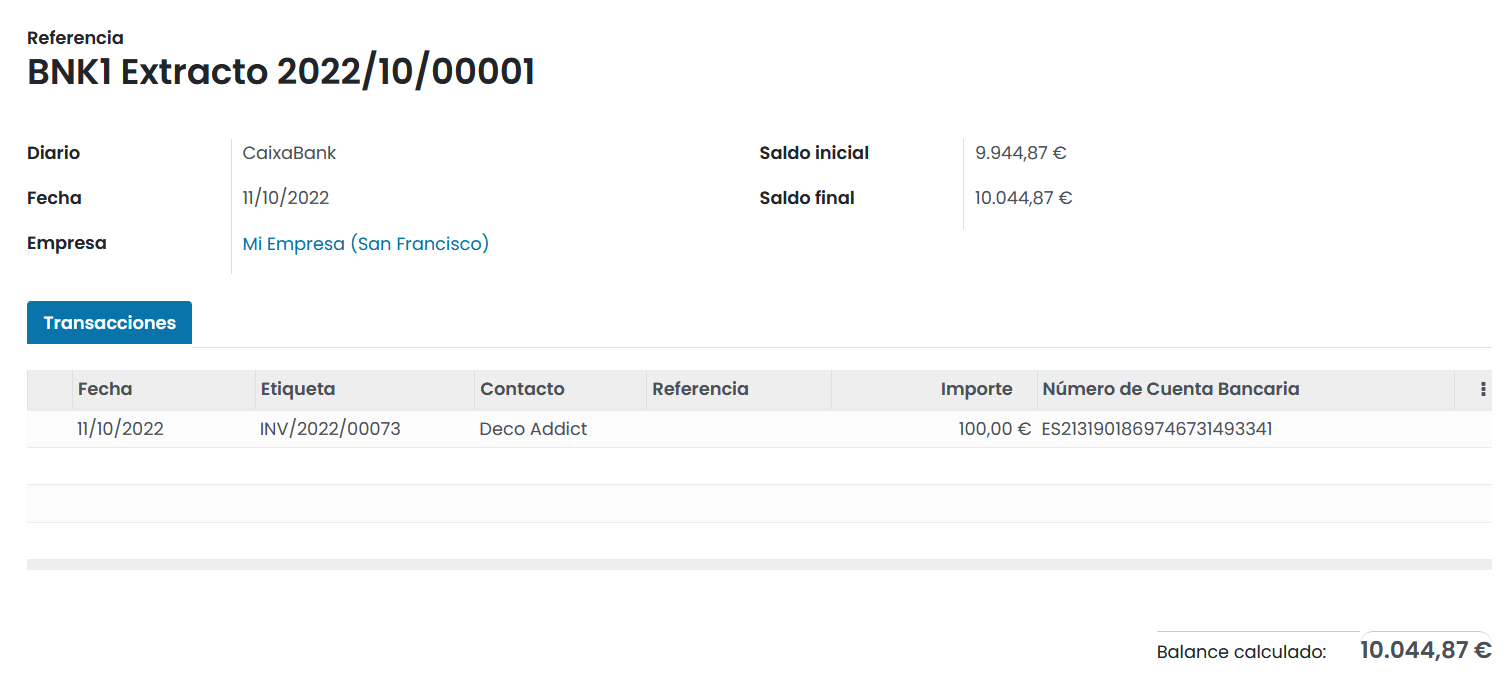 Referencia
BNK1 Extracto 2022/10/00001
Diario CaixaBank Saldo inicial 9.944,87 €
Fecha 11/10/2022 Saldo final 10.044,87 €
Empresa Mi Empresa (San Francisco)
Transacciones
Fecha Etiqueta Contacto Referencia Importe Número de Cuenta Bancaria
11/10/2022 INV/2022/00073 Deco Addict 100,00 € ES2131901869746731493341
Balance calculado: 10.044,87 €